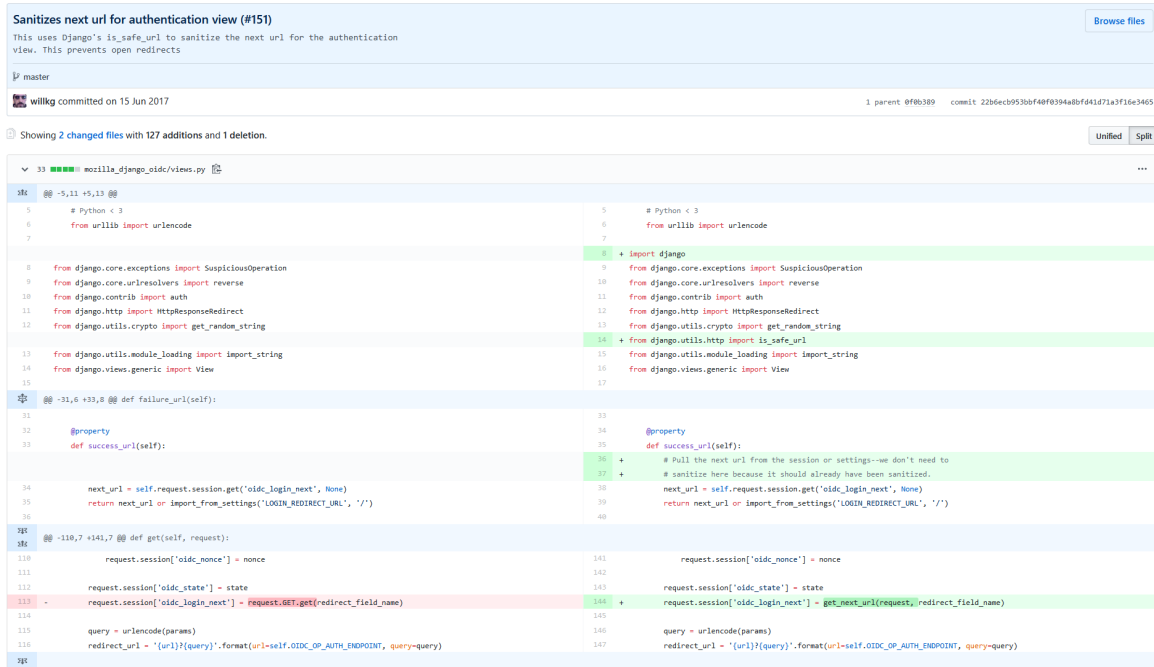 Sanitizes next url for authentication view (#151)
Browse files
This uses Django's is_safe_url to sanitize the next url for the authentication
view. This prevents open redirects
master
willkg committed on 15 Jun 2017
1 parent 0f0b389 commit 22b6ecb953bbf40f0394a8bfd41d71a3f16e3465
Showing 2 changed files with 127 additions and 1 deletion.
Unified Split
33 mozilla_django_oidc/views.py
@@ -5,11 +5,13 @@
5 # Python < 3 5 # Python < 3
6 from urllib import urlencode 6 from urllib import urlencode
7 7
8 + import django
8 from django.core.exceptions import SuspiciousOperation 9 from django.core.exceptions import SuspiciousOperation
9 from django.core.urlresolvers import reverse 10 from django.core.urlresolvers import reverse
10 from django.contrib import auth 11 from django.contrib import auth
11 from django.http import HttpResponseRedirect 12 from django.http import HttpResponseRedirect
12 from django.utils.crypto import get_random_string 13 from django.utils.crypto import get_random_string
14 + from django.utils.http import is_safe_url
13 from django.utils.module_loading import import_string 15 from django.utils.module_loading import import_string
14 from django.views.generic import View 16 from django.views.generic import View
15 17
@@ -31,6 +33,8 @@ def failure_url(self):
31 33
32 @property 34 @property
33 def success_url(self): 35 def success_url(self):
36 + # Pull the next url from the session or settings--we don't need to
37 + # sanitize here because it should already have been sanitized.
34 next_url = self.request.session.get('oidc_login_next', None) 38 next_url = self.request.session.get('oidc_login_next', None)
35 return next_url or import_from_settings('LOGIN_REDIRECT_URL', '/') 39 return next_url or import_from_settings('LOGIN_REDIRECT_URL', '/')
36 40
@@ -110,7 +141,7 @@ def get(self, request):
110 request.session['oidc_nonce'] = nonce 141 request.session['oidc_nonce'] = nonce
111 142
112 request.session['oidc_state'] = state 143 request.session['oidc_state'] = state
113 - request.session['oidc_login_next'] = request.GET.get(redirect_field_name) 144 + request.session['oidc_login_next'] = get_next_url(request, redirect_field_name)
114 145
115 query = urlencode(params) 146 query = urlencode(params)
116 redirect_url = '{url}?{query}'.format(url=self.OIDC_OP_AUTH_ENDPOINT, query=query) 147 redirect_url = '{url}?{query}'.format(url=self.OIDC_OP_AUTH_ENDPOINT, query=query)